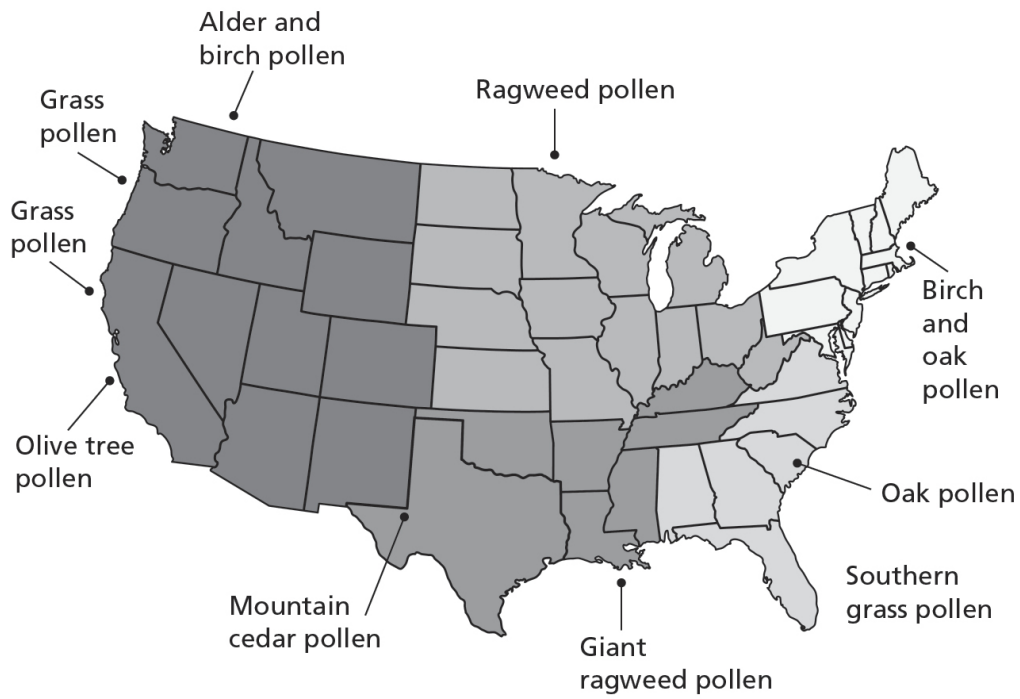 Alder and
birch pollen
Ragweed pollen
Grass
pollen
Grass
pollen
Birch
and
oak
pollen
Olive tree
pollen
Oak pollen
Southern
grass pollen
Mountain
cedar pollen
Giant
ragweed pollen